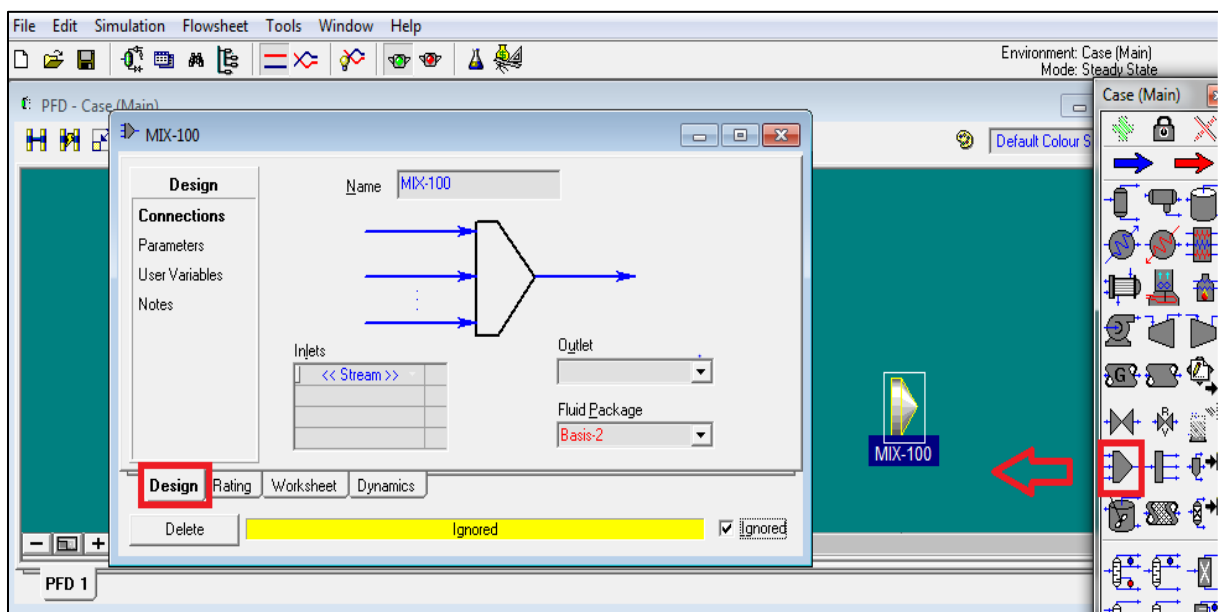 File Edit Simulation Flowsheet Tools Window Help
Environment: Case (Main)
Mode: Steady State
PFD - Case (Main)
Case (Main)
MIX-100
Default Colour S
Design
Connections
Parameters
User Variables
Notes
Name MIX-100
Inlets
<< Stream >>
Outlet
Fluid Package
Basis-2
MIX-100
Design Rating Worksheet Dynamics
Delete Ignored Ignored
PFD 1